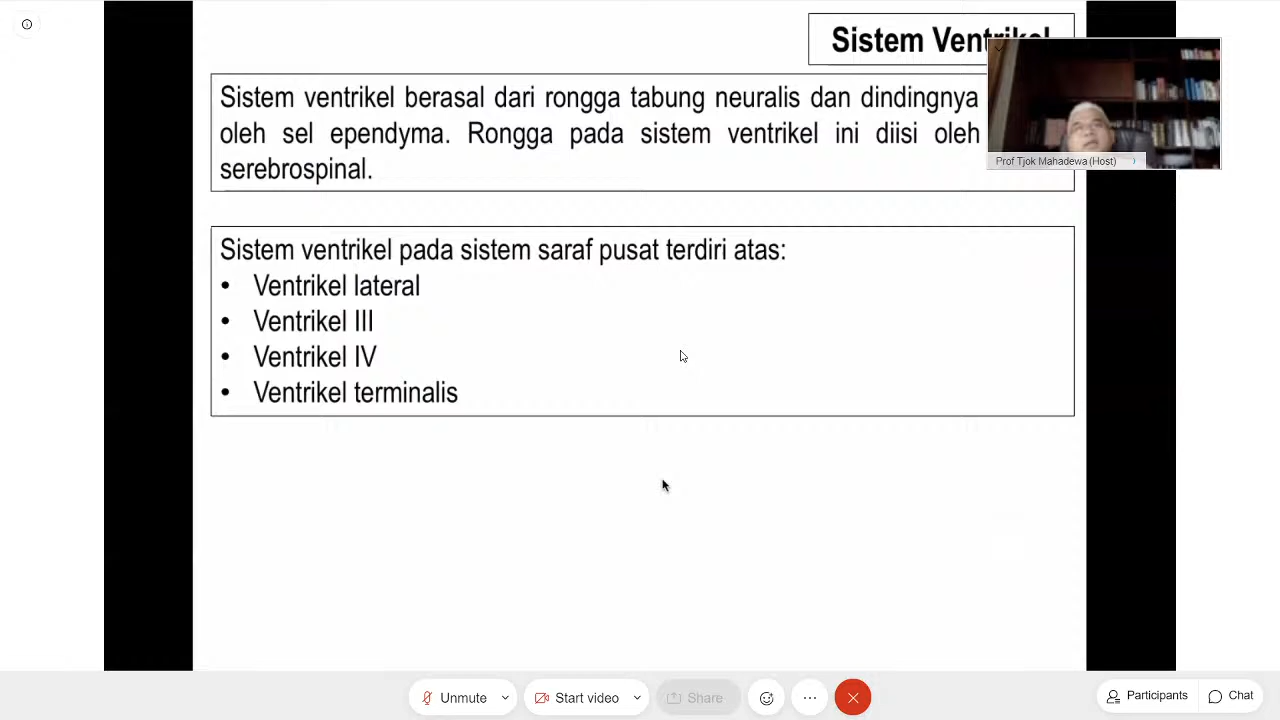 Sistem Ventrikel
Sistem ventrikel berasal dari rongga tabung neuralis dan dindingnya
oleh sel ependyma. Rongga pada sistem ventrikel ini diisi oleh
serebrospinal.
Prof Tjok Mahadewa (Host)
Sistem ventrikel pada sistem saraf pusat terdiri atas:
• Ventrikel lateral
• Ventrikel III
• Ventrikel IV
• Ventrikel terminalis
Unmute
Start video
Share
Participants
Chat